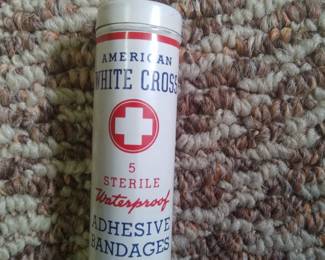 AMERICAN
WHITE CROSS
5
STERILE
Waterproof
ADHESIVE
BANDAGES